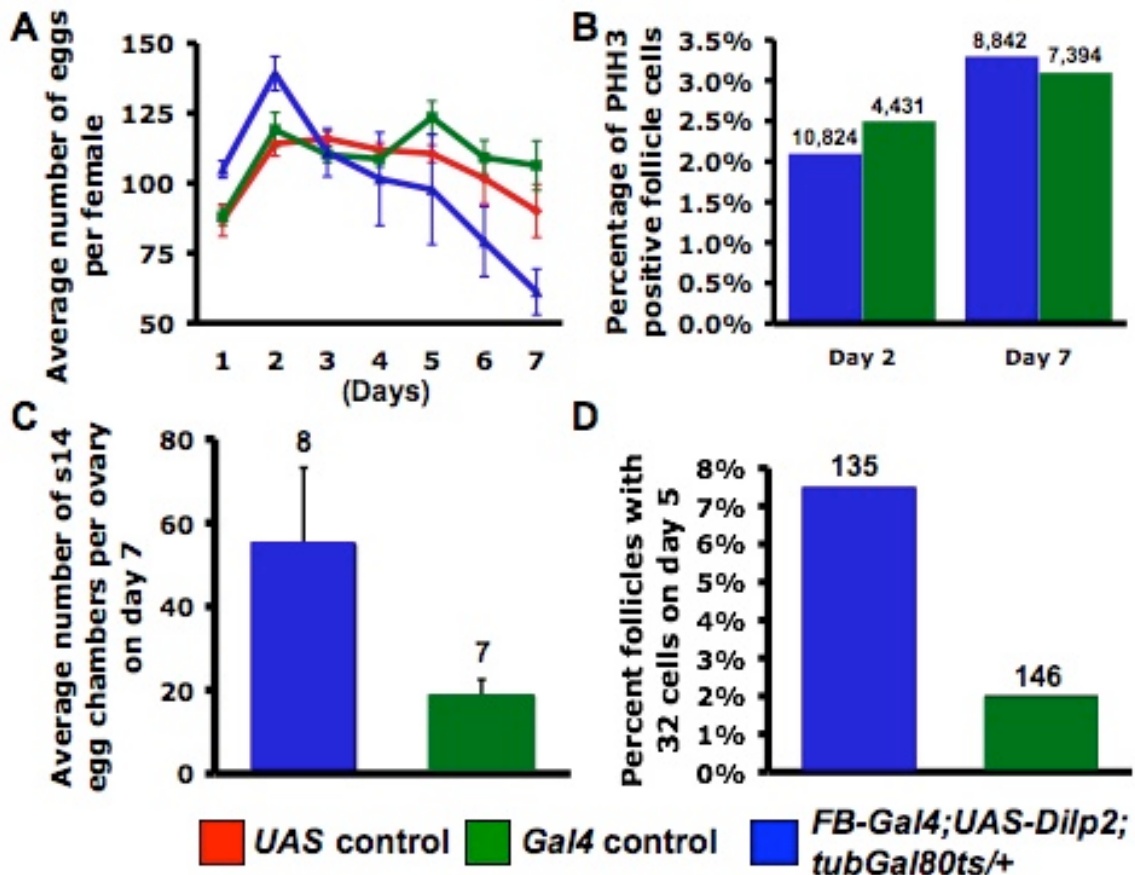 A
Average number of eggs
per female
150
125
100
75
50
1 2 3 4 5 6 7
(Days)
B
Percentage of PHH3
positive follicle cells
3.5%
3.0%
2.5%
2.0%
1.5%
1.0%
0.5%
0.0%
10,824
4,431
8,842
7,394
Day 2 Day 7
C
Average number of s14
egg chambers per ovary
on day 7
80
60
40
20
0
8
7
D
Percent follicles with
32 cells on day 5
8%
7%
6%
5%
4%
3%
2%
1%
0%
135
146
UAS control
Gal4 control
FB-Gal4;UAS-Dilp2;
tubGal80ts/+